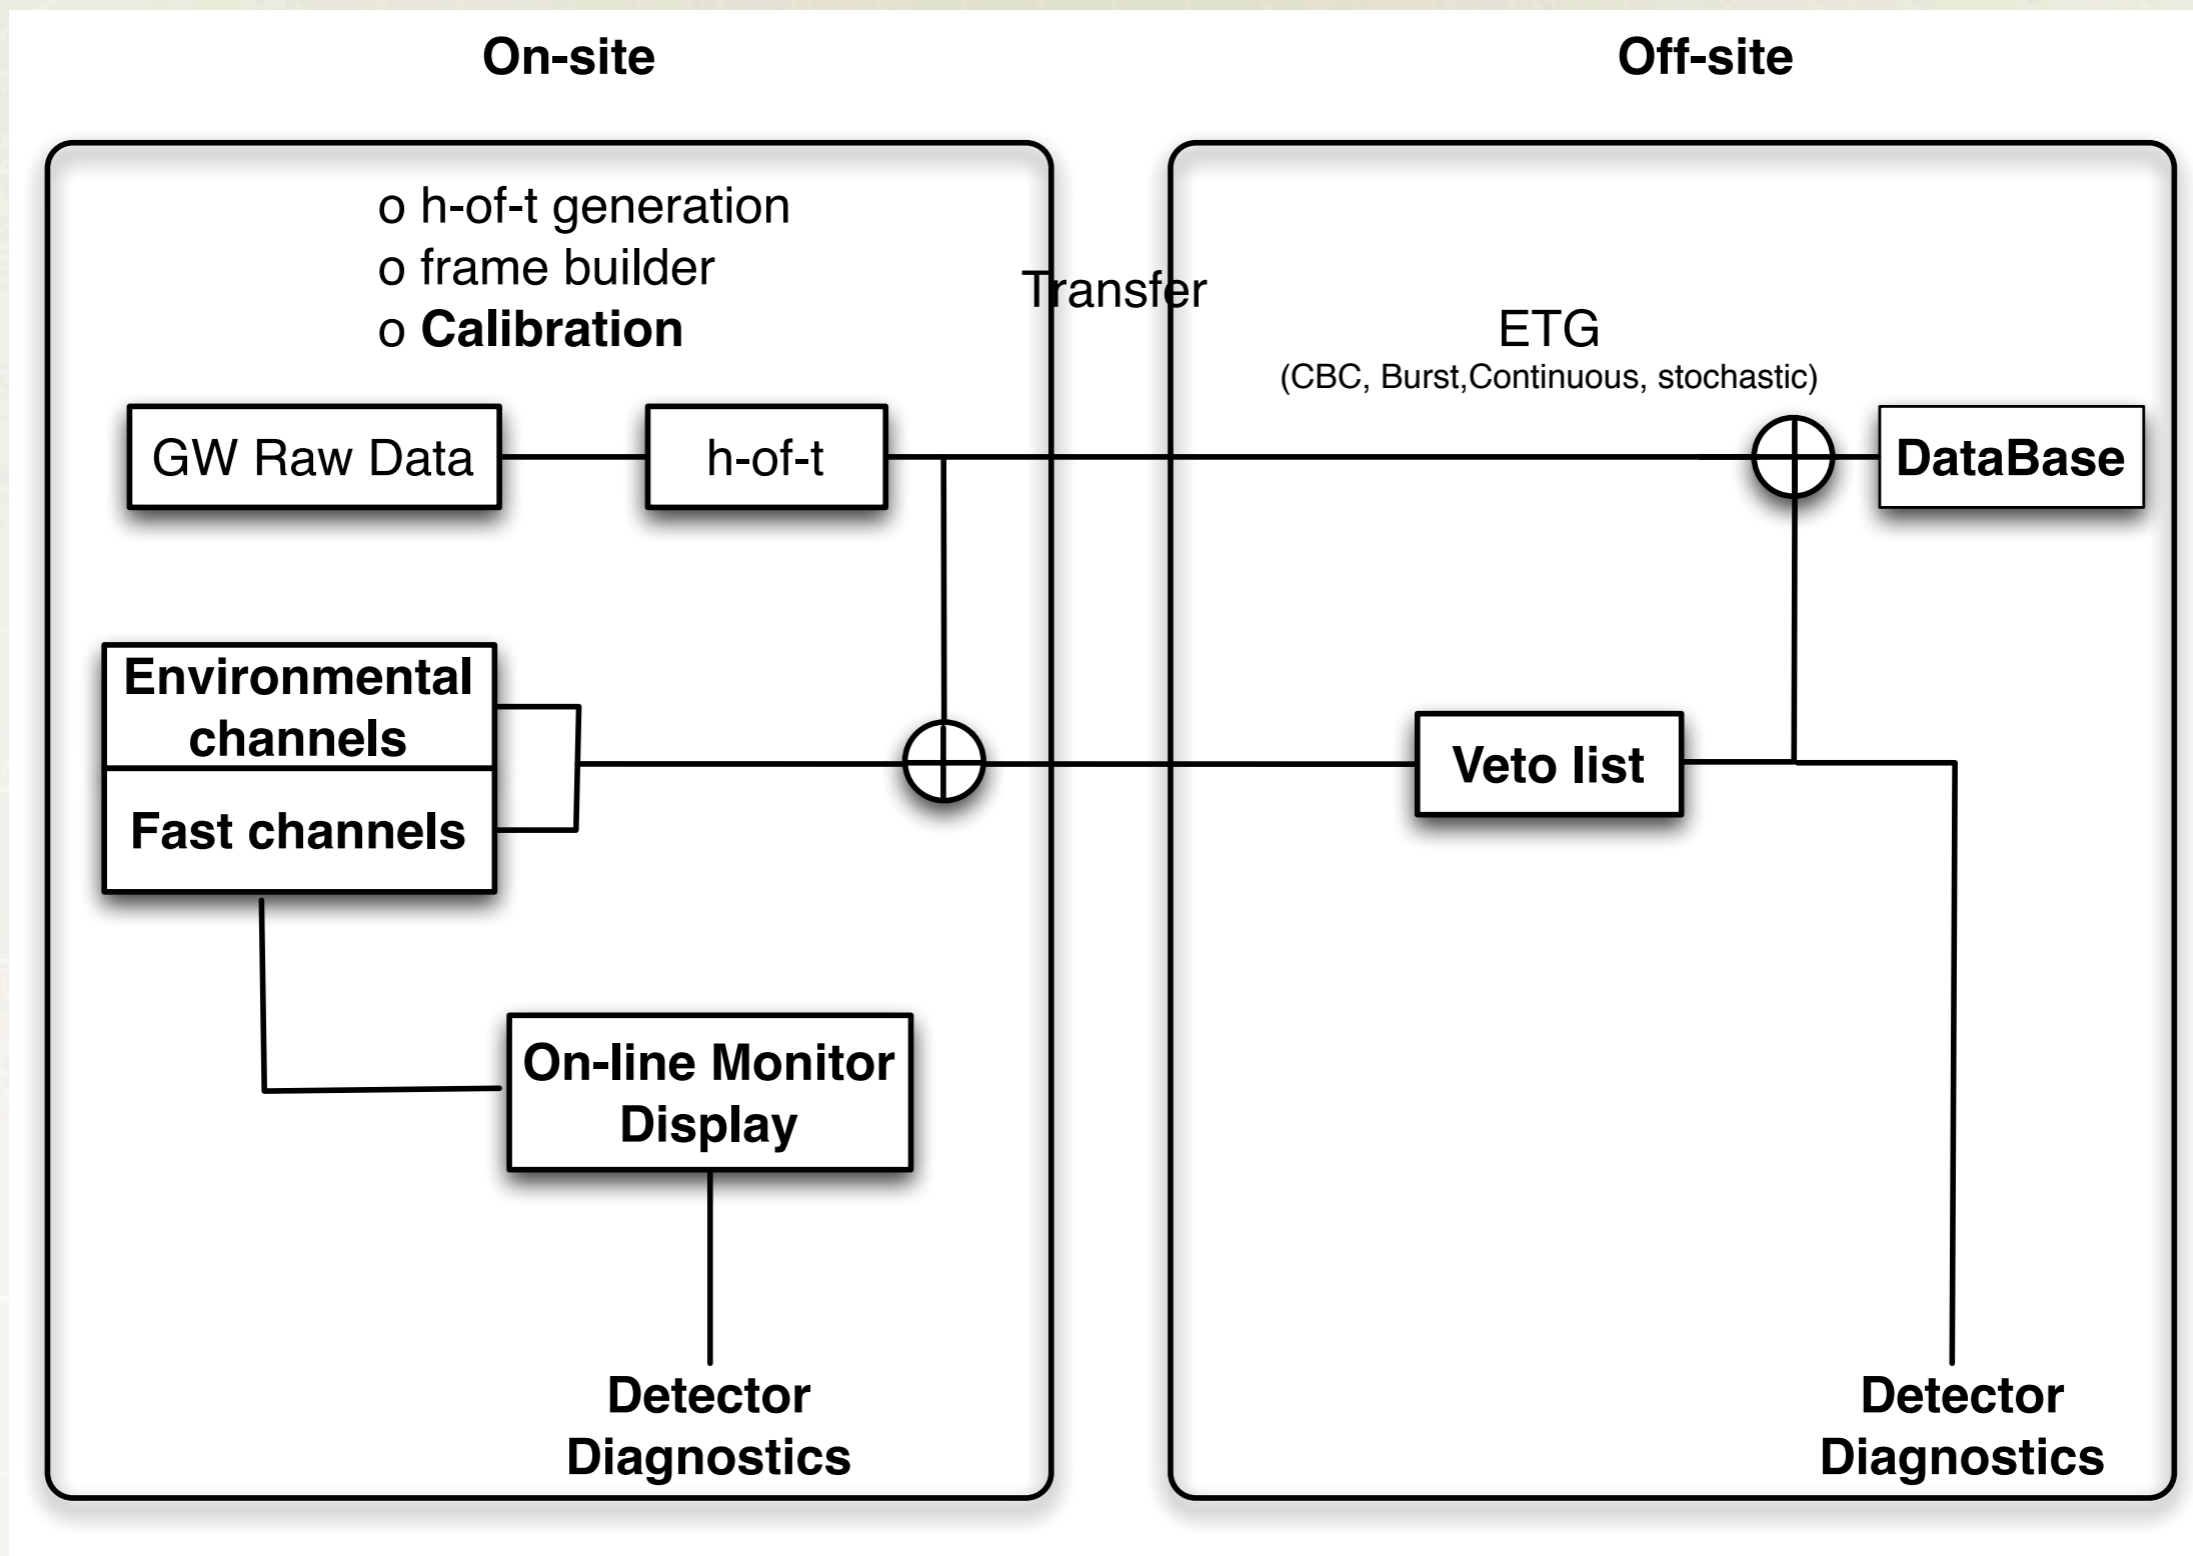 On-site
Off-site
o h-of-t generation
o frame builder
o Calibration
Transfer
ETG
(CBC, Burst,Continuous, stochastic)
GW Raw Data
h-of-t
DataBase
Environmental
channels
Fast channels
Veto list
On-line Monitor
Display
Detector
Diagnostics
Detector
Diagnostics